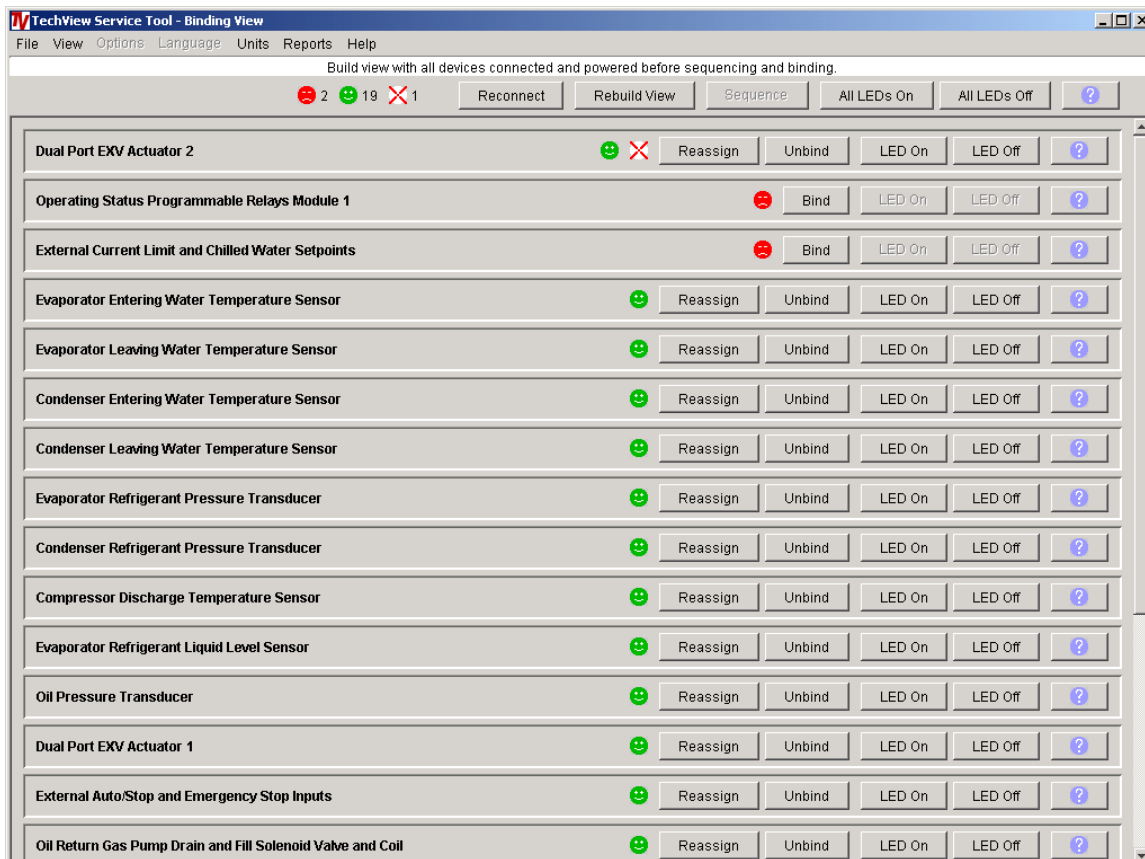 TV TechView Service Tool - Binding View
File View Options Language Units Reports Help
Build view with all devices connected and powered before sequencing and binding.
2 19 1 Reconnect Rebuild View Sequence All LEDs On All LEDs Off ?
Dual Port EXV Actuator 2 Reassign Unbind LED On LED Off ?
Operating Status Programmable Relays Module 1 Bind LED On LED Off ?
External Current Limit and Chilled Water Setpoints Bind LED On LED Off ?
Evaporator Entering Water Temperature Sensor Reassign Unbind LED On LED Off ?
Evaporator Leaving Water Temperature Sensor Reassign Unbind LED On LED Off ?
Condenser Entering Water Temperature Sensor Reassign Unbind LED On LED Off ?
Condenser Leaving Water Temperature Sensor Reassign Unbind LED On LED Off ?
Evaporator Refrigerant Pressure Transducer Reassign Unbind LED On LED Off ?
Condenser Refrigerant Pressure Transducer Reassign Unbind LED On LED Off ?
Compressor Discharge Temperature Sensor Reassign Unbind LED On LED Off ?
Evaporator Refrigerant Liquid Level Sensor Reassign Unbind LED On LED Off ?
Oil Pressure Transducer Reassign Unbind LED On LED Off ?
Dual Port EXV Actuator 1 Reassign Unbind LED On LED Off ?
External Auto/Stop and Emergency Stop Inputs Reassign Unbind LED On LED Off ?
Oil Return Gas Pump Drain and Fill Solenoid Valve and Coil Reassign Unbind LED On LED Off ?